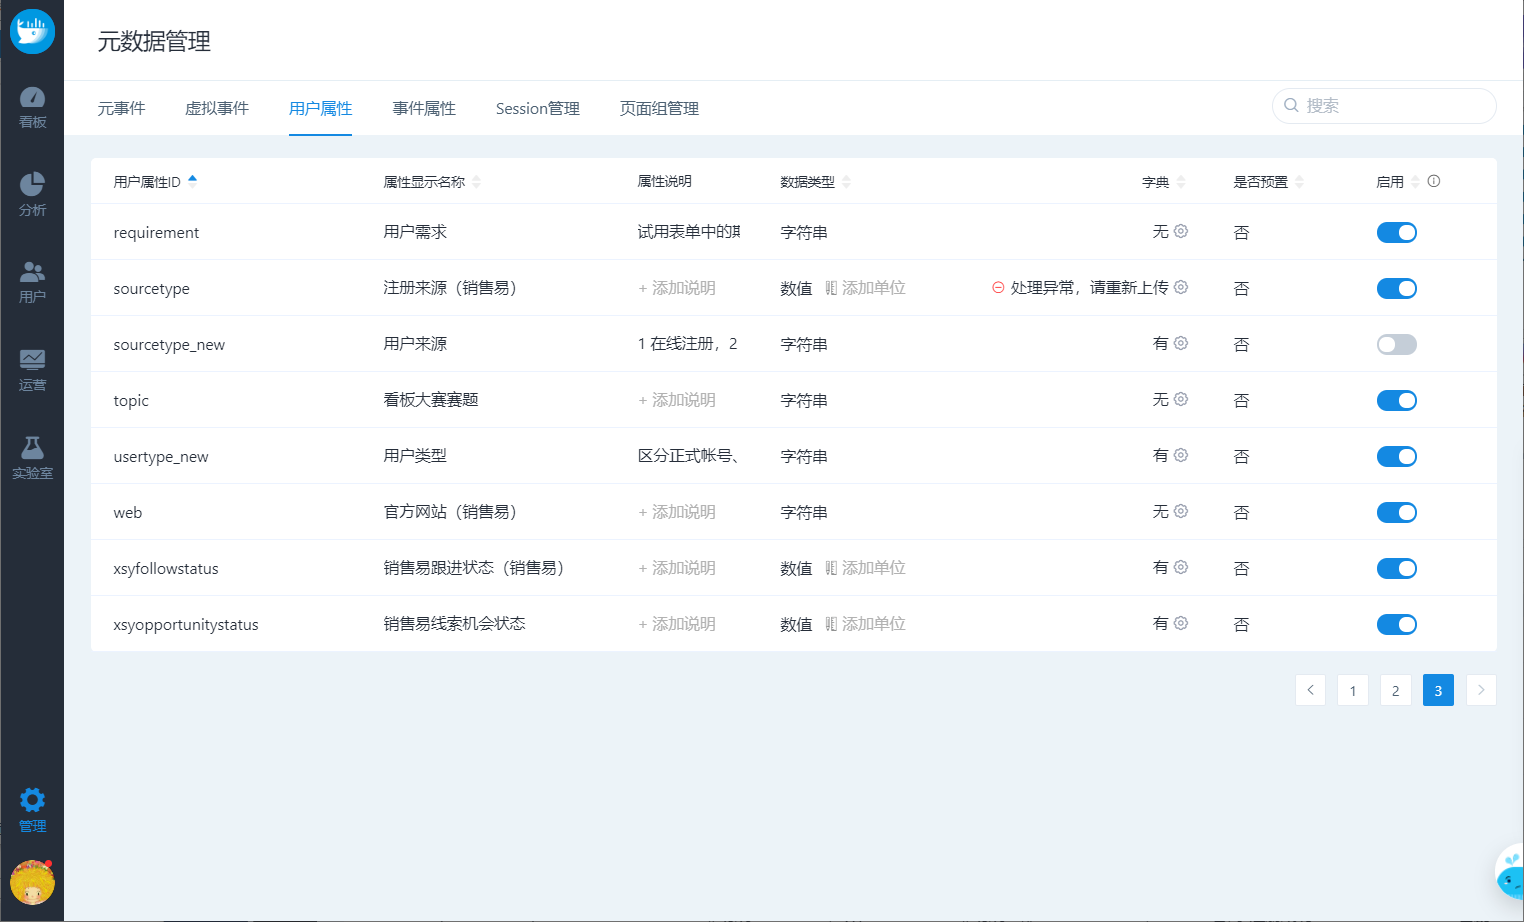 元数据管理
元事件 虚拟事件 用户属性 事件属性 Session管理 页面组管理 搜索
看板
分析
用户
运营
实验室
管理
用户属性ID 属性显示名称 属性说明 数据类型 字典 是否预置 启用
requirement 用户需求 试用表单中的 字符串 无 否
sourcetype 注册来源（销售易） + 添加说明 数值 添加单位 处理异常，请重新上传 否
sourcetype_new 用户来源 1 在线注册，2 字符串 有 否
topic 看板大赛赛题 + 添加说明 字符串 无 否
usertype_new 用户类型 区分正式帐号、 字符串 有 否
web 官方网站（销售易） + 添加说明 字符串 无 否
xsyfollowstatus 销售易跟进状态（销售易） + 添加说明 数值 添加单位 有 否
xsyopportunitystatus 销售易线索机会状态 + 添加说明 数值 添加单位 有 否
1 2 3